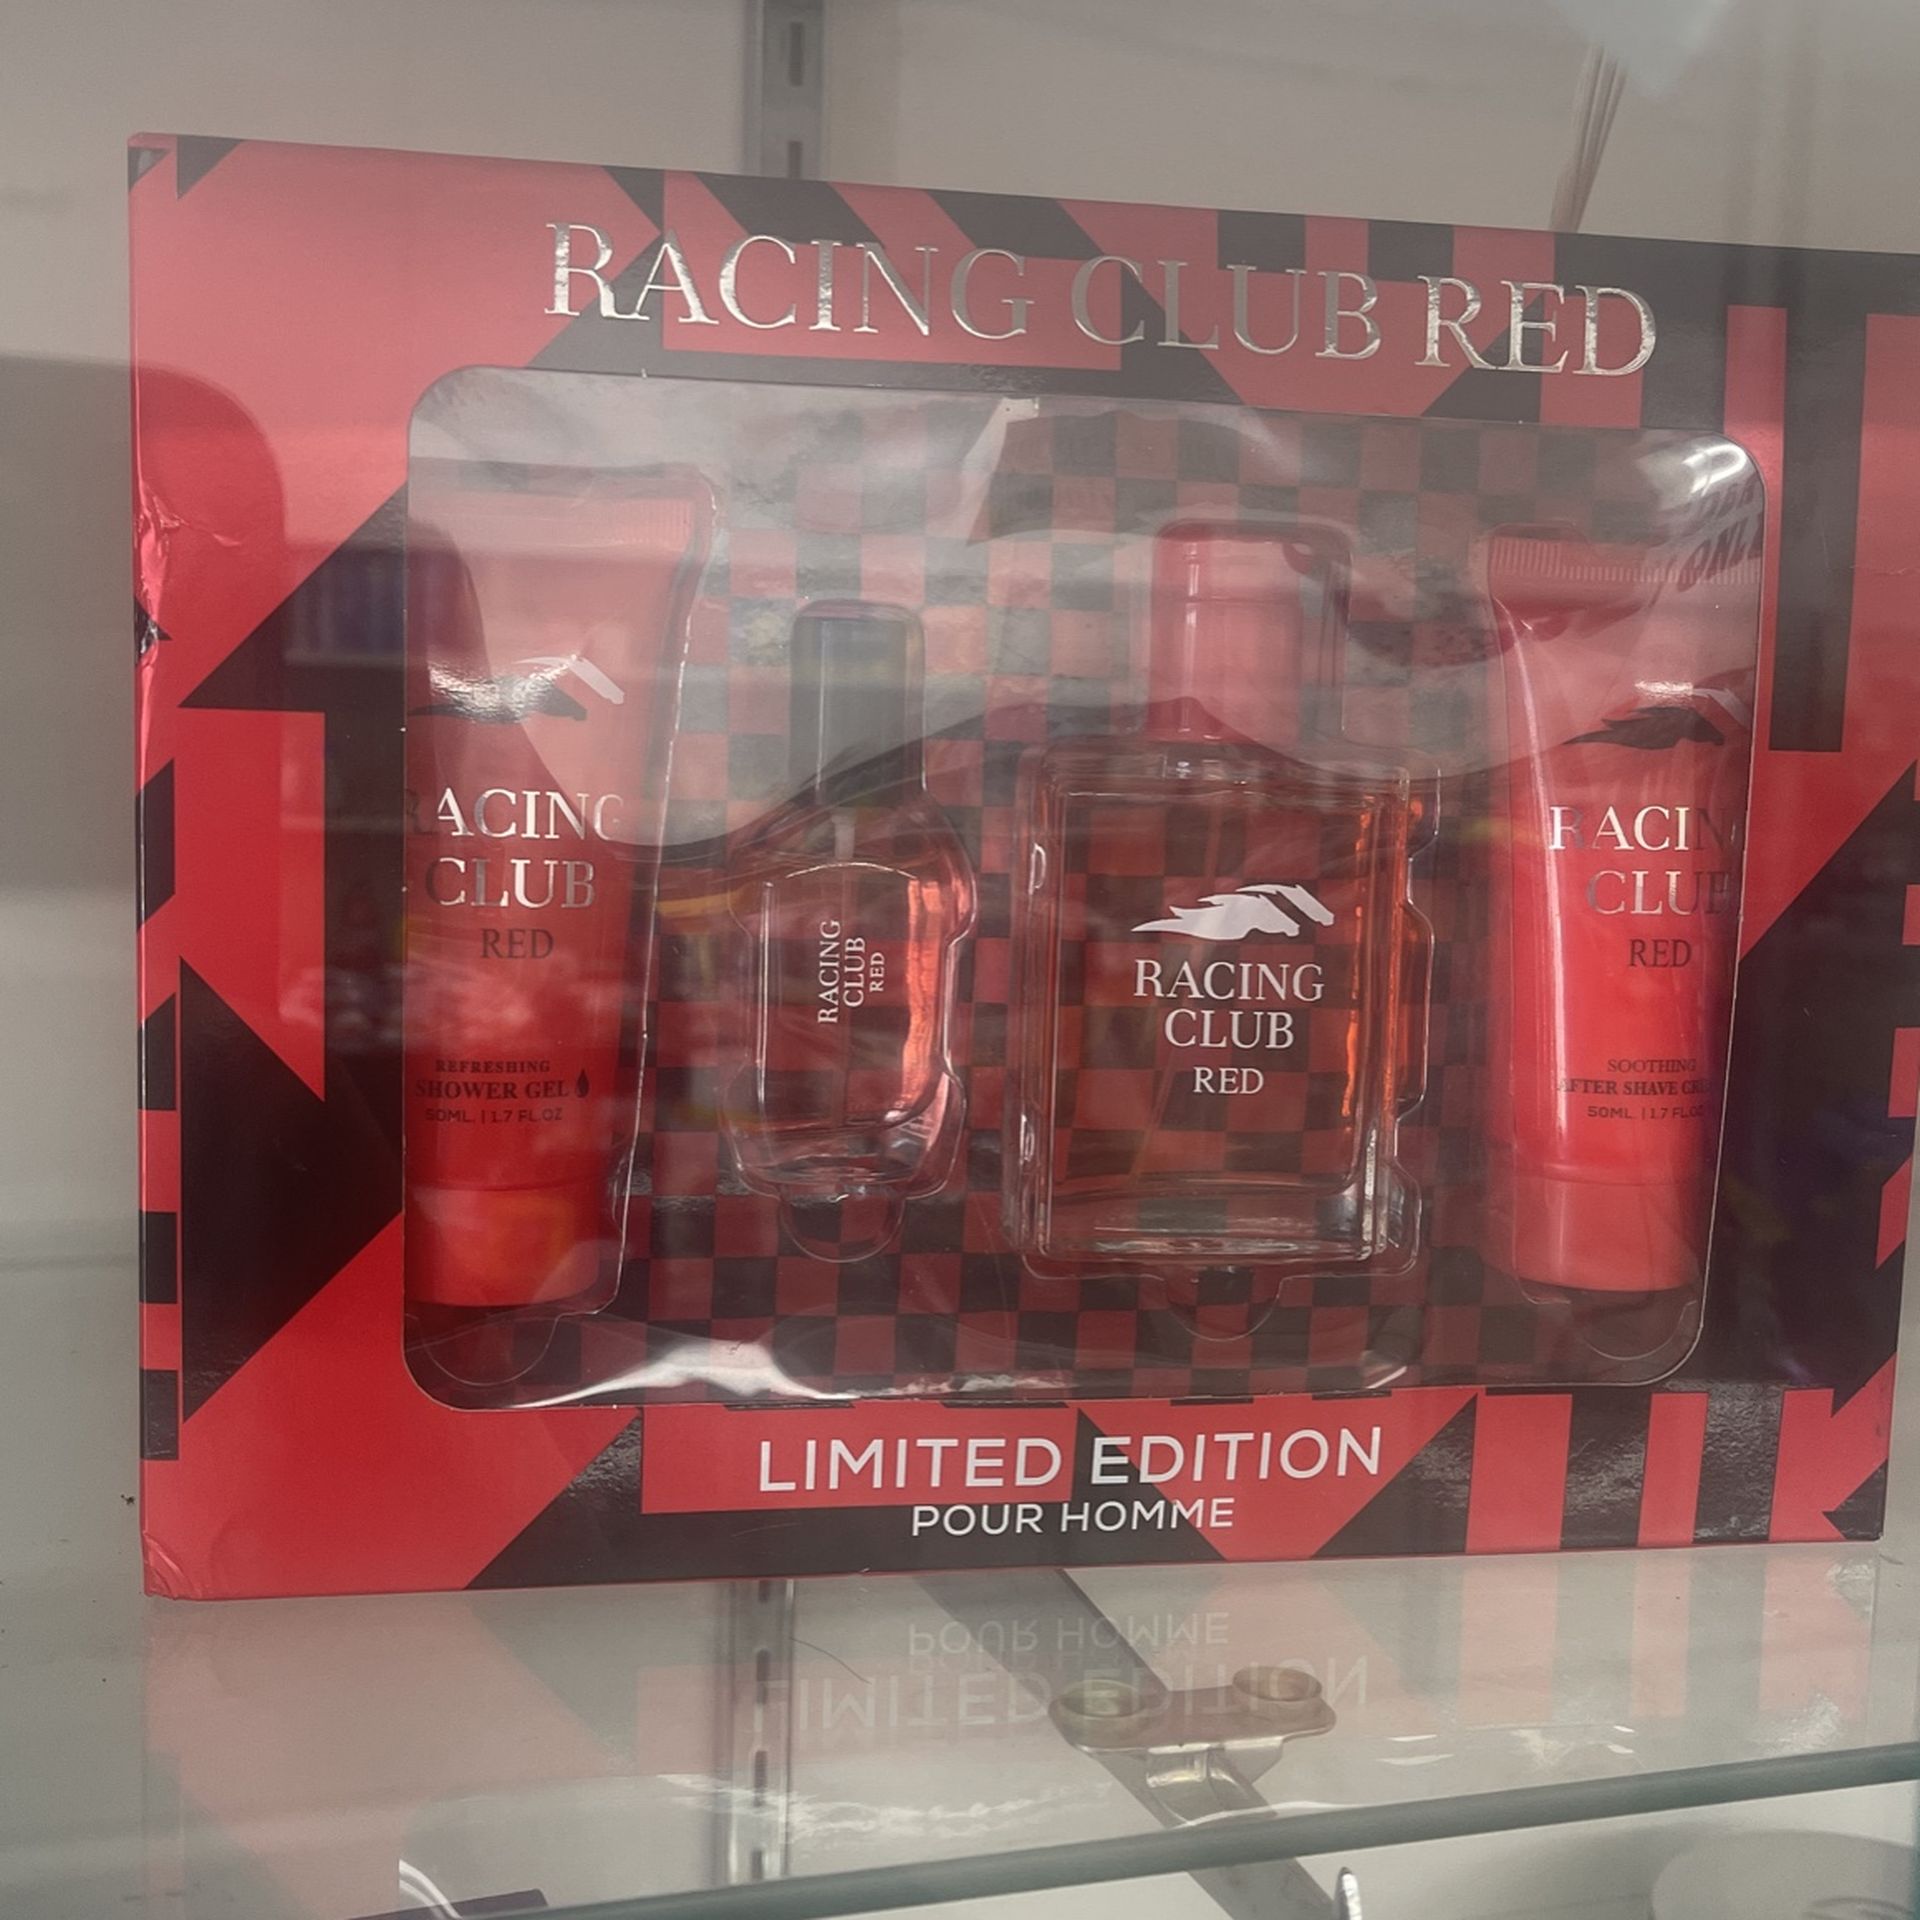 RACING CLUB RED
RACING
CLUB
RED
REFRESHING
SHOWER GEL
50ML. | 1.7 FL.OZ
RACING
CLUB
RED
RACING
CLUB
RED
RACIN
CLUB
RED
SOOTHING
AFTER SHAVE
50ML. | 1.7 FL.OZ
LIMITED EDITION
POUR HOMME